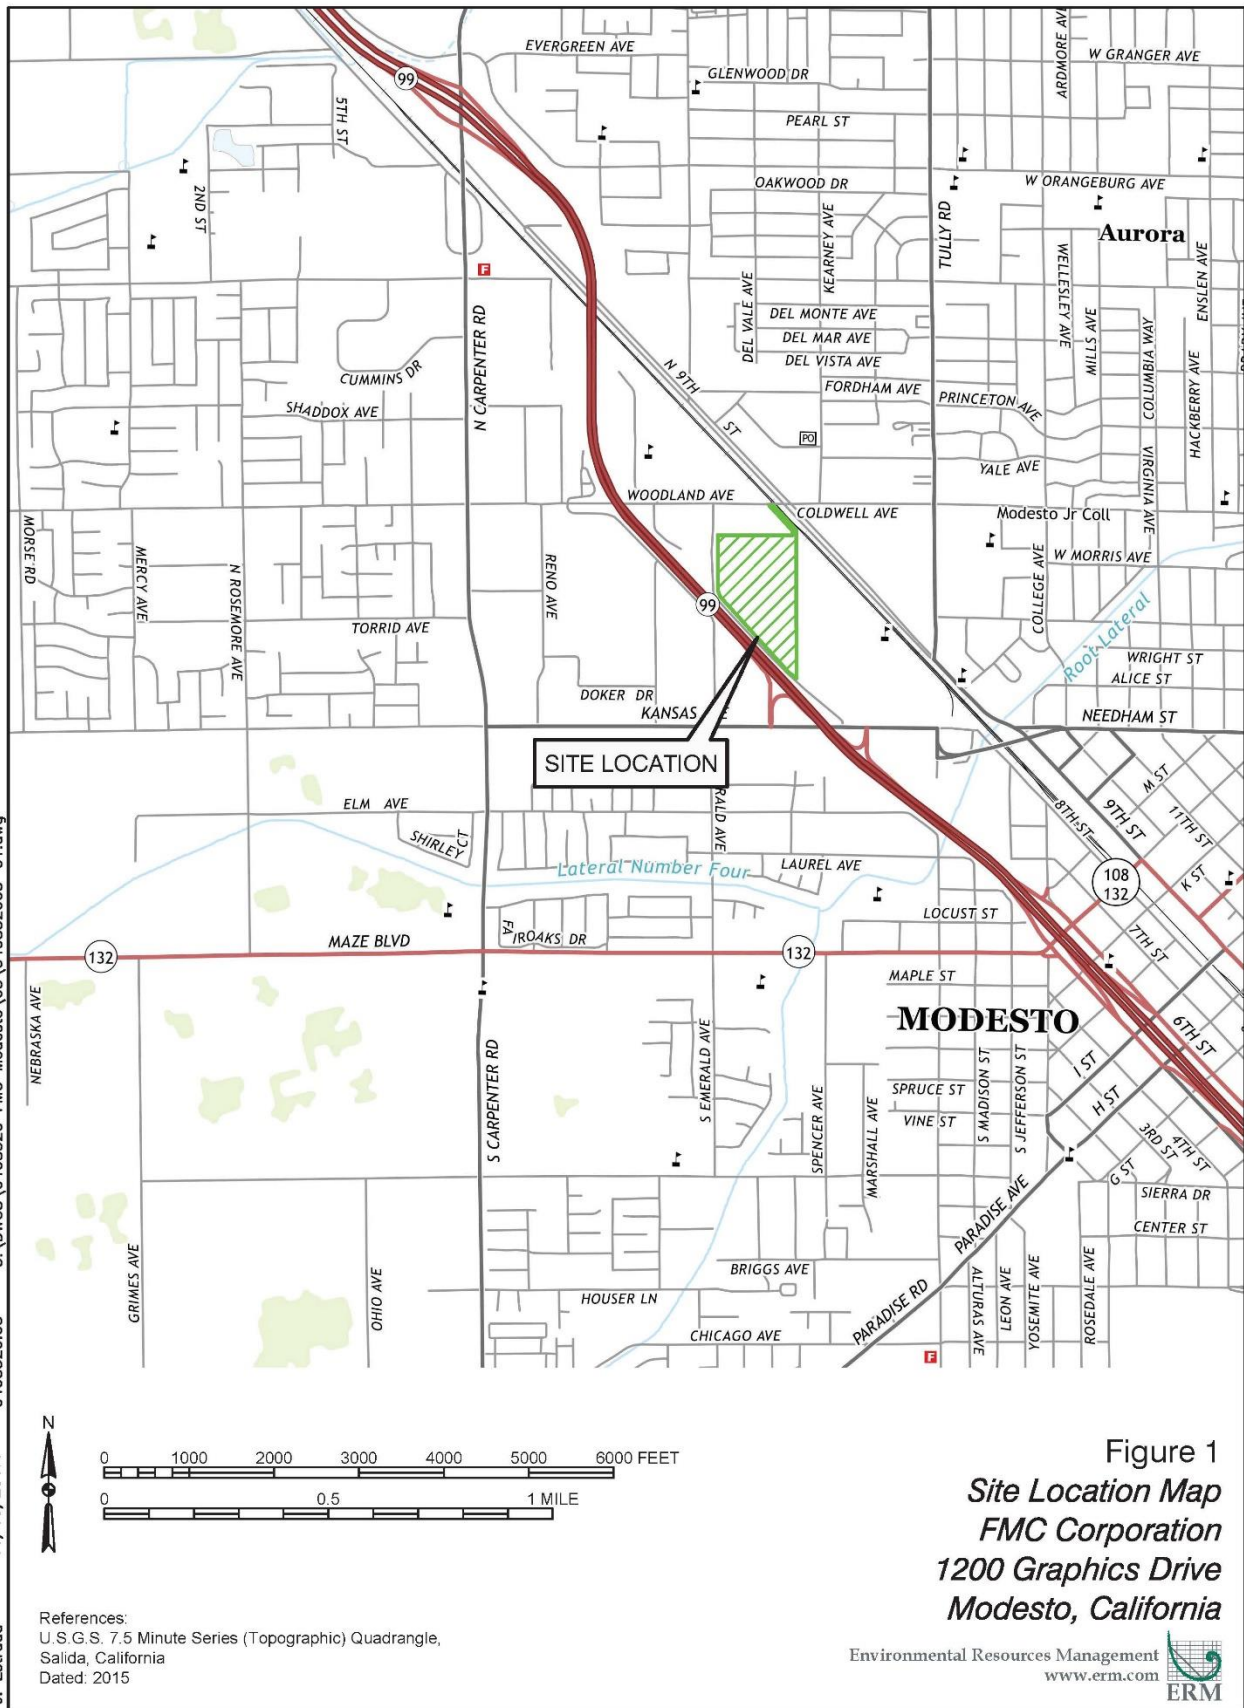 EVERGREEN AVE
99
W GRANGER AVE
ARDMORE AVE
GLENWOOD DR
5TH ST
PEARL ST
2ND ST
OAKWOOD DR
W ORANGEBURG AVE
KEARNEY AVE
TULLY RD
Aurora
WELLESLEY AVE
ENSLEN AVE
F
DEL VALE AVE
MILLS AVE
COLUMBIA WAY
N CARPENTER RD
DEL MONTE AVE
DEL MAR AVE
DEL VISTA AVE
HACKBERRY AVE
CUMMINS DR
N 9TH
ST
FORDHAM AVE
PRINCETON AVE
SHADDOX AVE
PO
YALE AVE
VIRGINIA AVE
WOODLAND AVE
COLDWELL AVE
Modesto Jr Coll
MORSE RD
MERCY AVE
N ROSEMORE AVE
RENO AVE
W MORRIS AVE
COLLEGE AVE
99
TORRID AVE
Root Lateral
WRIGHT ST
ALICE ST
DOKER DR
KANSAS
NEEDHAM ST
SITE LOCATION
M ST
ELM AVE
RALD AVE
8TH ST
9TH ST
11TH ST
SHIRLEY CT
Lateral Number Four
LAUREL AVE
108
132
K ST
LOCUST ST
FAIROAKS DR
MAZE BLVD
132
132
7TH ST
MAPLE ST
NEBRASKA AVE
MODESTO
6TH ST
S CARPENTER RD
S EMERALD AVE
SPENCER AVE
MARSHALL AVE
SPRUCE ST
VINE ST
S MADISON ST
S JEFFERSON ST
I ST
H ST
3RD ST
4TH ST
G ST
SIERRA DR
CENTER ST
PARADISE AVE
GRIMES AVE
OHIO AVE
BRIGGS AVE
HOUSER LN
PARADISE RD
ALTURAS AVE
LEON AVE
YOSEMITE AVE
ROSEDALE AVE
CHICAGO AVE
F
N
0 1000 2000 3000 4000 5000 6000 FEET
0 0.5 1 MILE
Figure 1
Site Location Map
FMC Corporation
1200 Graphics Drive
Modesto, California
References:
U.S.G.S. 7.5 Minute Series (Topographic) Quadrangle,
Salida, California
Dated: 2015
Environmental Resources Management
www.erm.com
ERM